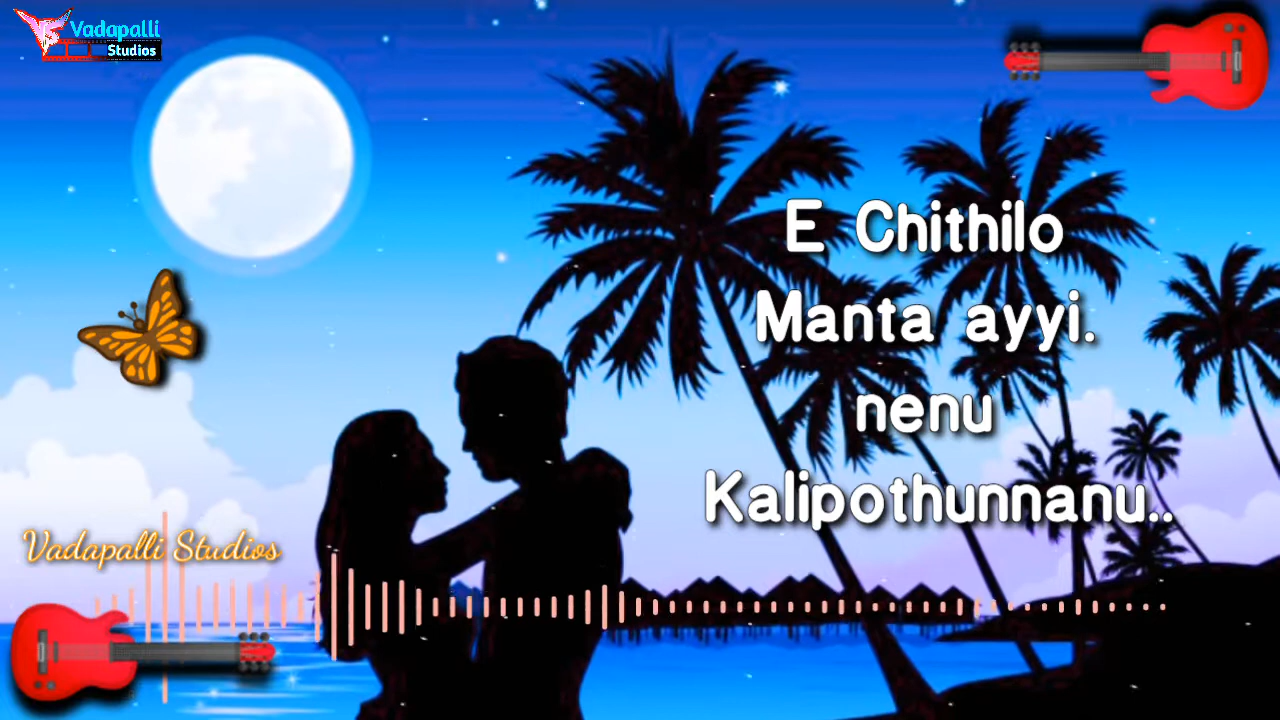 Vadapalli
Studios
E Chithilo
Manta ayyi.
nenu
Kalipothunnanu..
Vadapalli Studios